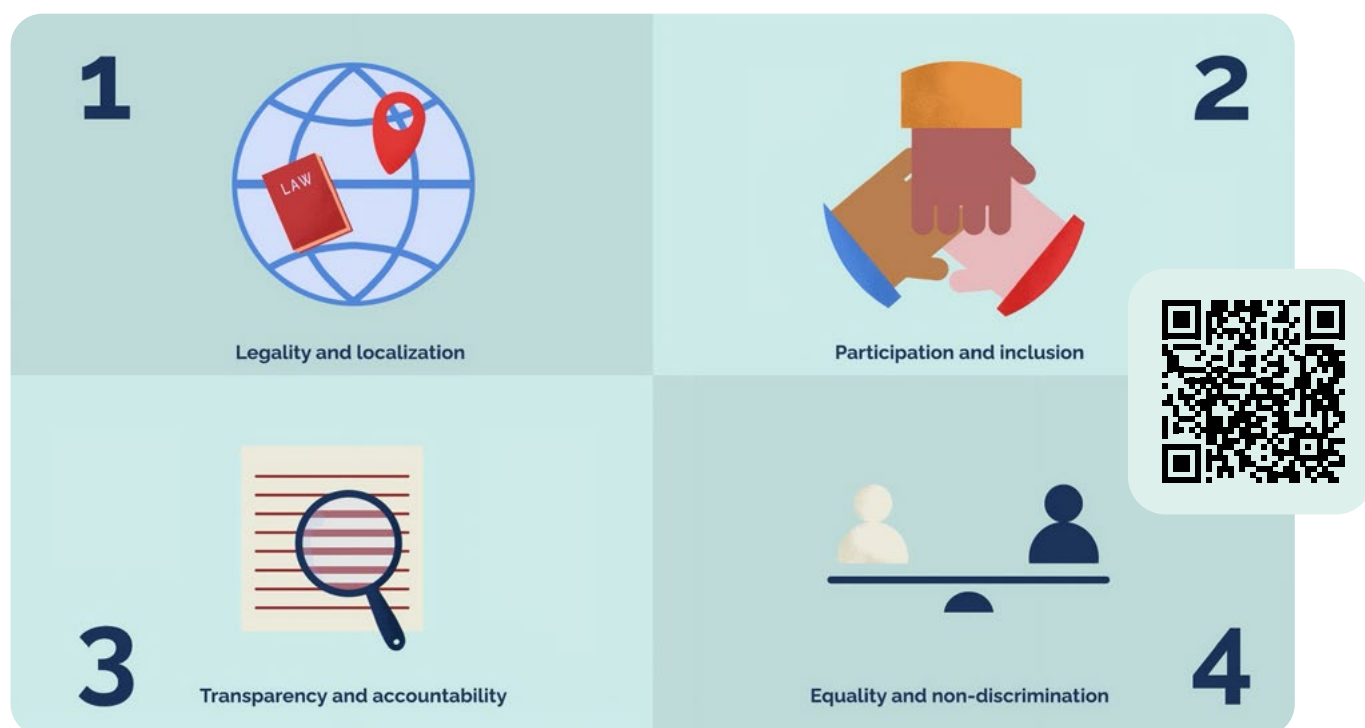 1
LAW
Legality and localization
2
Participation and inclusion
3
Transparency and accountability
4
Equality and non-discrimination